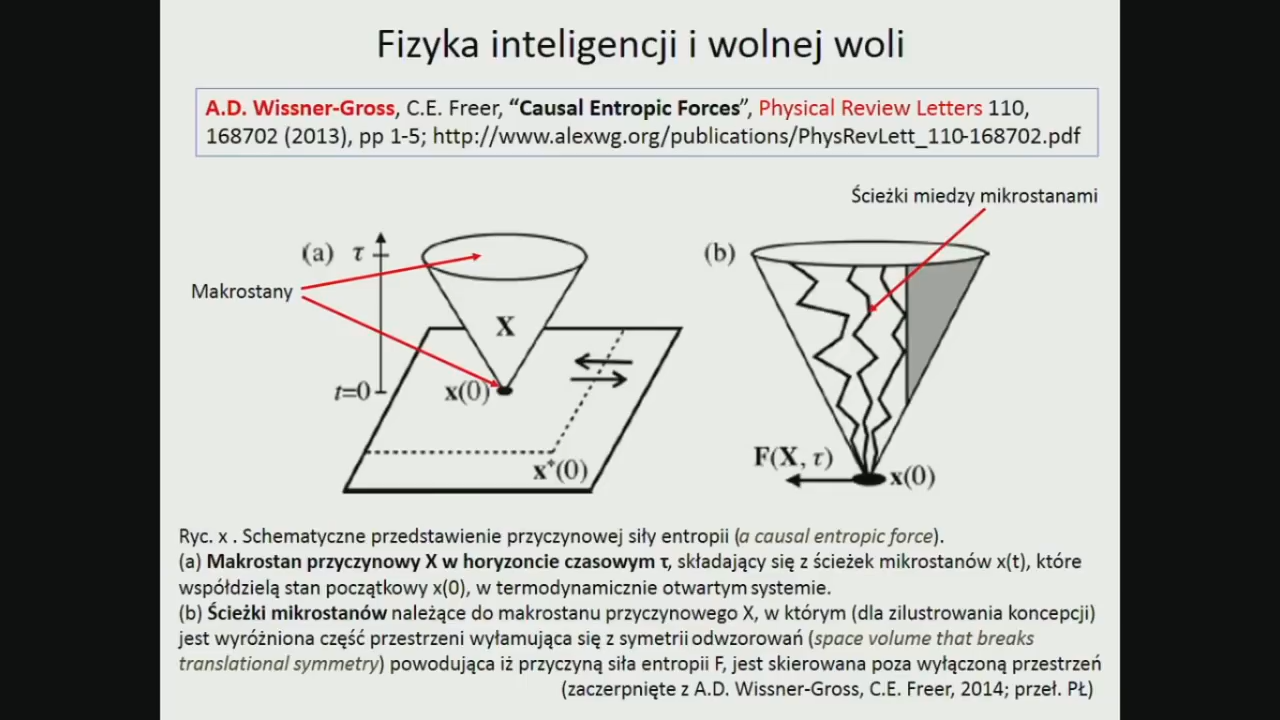 Fizyka inteligencji i wolnej woli
A.D. Wissner-Gross, C.E. Freer, “Causal Entropic Forces”, Physical Review Letters 110,
168702 (2013), pp 1-5; http://www.alexwg.org/publications/PhysRevLett_110-168702.pdf
Ścieżki miedzy mikrostanami
(a) τ
(b)
Makrostany
X
t=0
x(0)
x*(0)
F(X, τ)
x(0)
Ryc. x . Schematyczne przedstawienie przyczynowej siły entropii (a causal entropic force).
(a) Makrostan przyczynowy X w horyzoncie czasowym τ, składający się z ścieżek mikrostanów x(t), które
współdzielą stan początkowy x(0), w termodynamicznie otwartym systemie.
(b) Ścieżki mikrostanów należące do makrostanu przyczynowego X, w którym (dla zilustrowania koncepcji)
jest wyróżniona część przestrzeni wyłamująca się z symetrii odwzorowań (space volume that breaks
translational symmetry) powodująca iż przyczyną siła entropii F, jest skierowana poza wyłączoną przestrzeń
(zaczerpnięte z A.D. Wissner-Gross, C.E. Freer, 2014; przeł. PŁ)